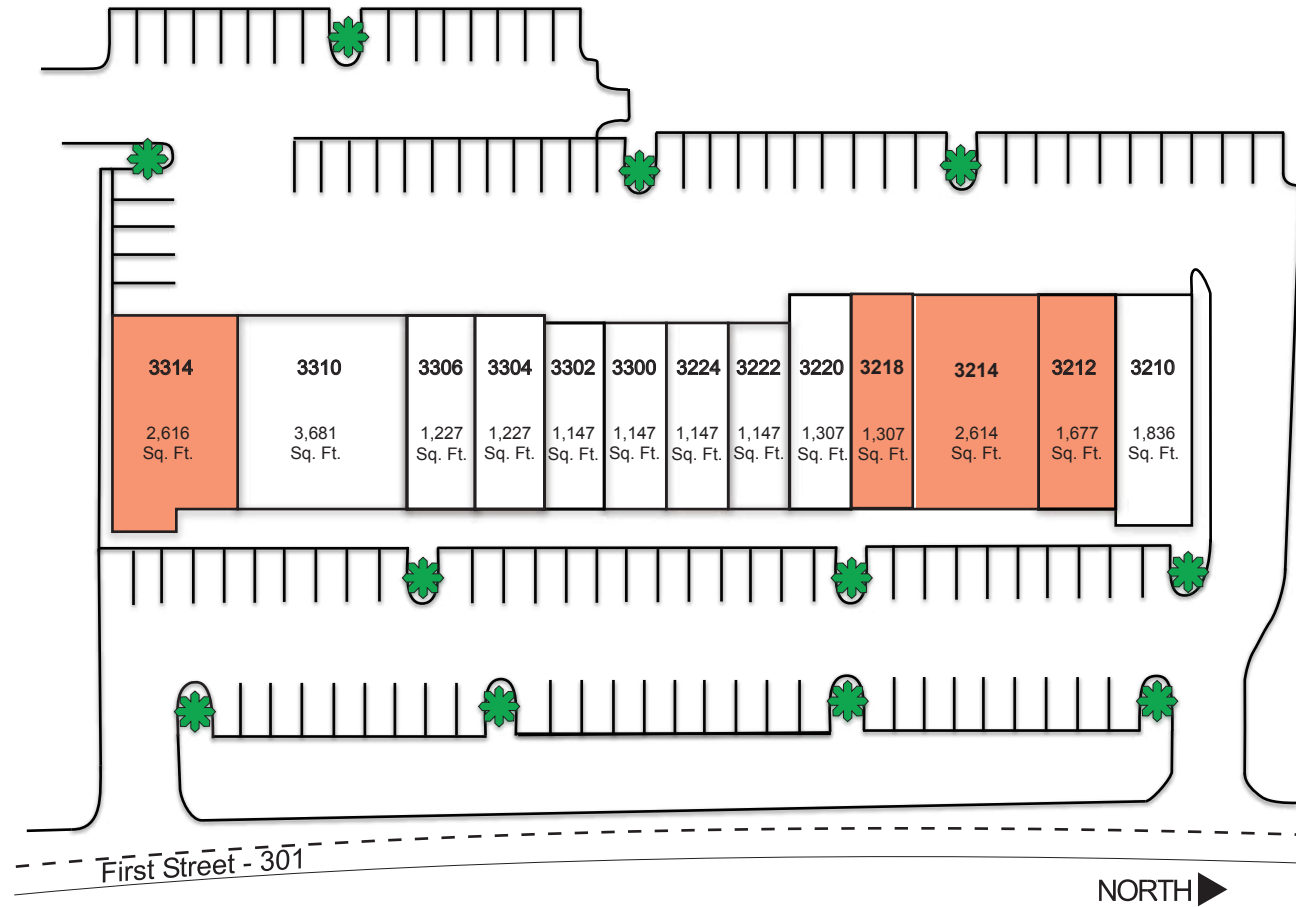 3314
2,616
Sq. Ft.
3310
3,681
Sq. Ft.
3306
1,227
Sq. Ft.
3304
1,227
Sq. Ft.
3302
1,147
Sq. Ft.
3300
1,147
Sq. Ft.
3224
1,147
Sq. Ft.
3222
1,147
Sq. Ft.
3220
1,307
Sq. Ft.
3218
1,307
Sq. Ft.
3214
2,614
Sq. Ft.
3212
1,677
Sq. Ft.
3210
1,836
Sq. Ft.
First Street - 301
NORTH